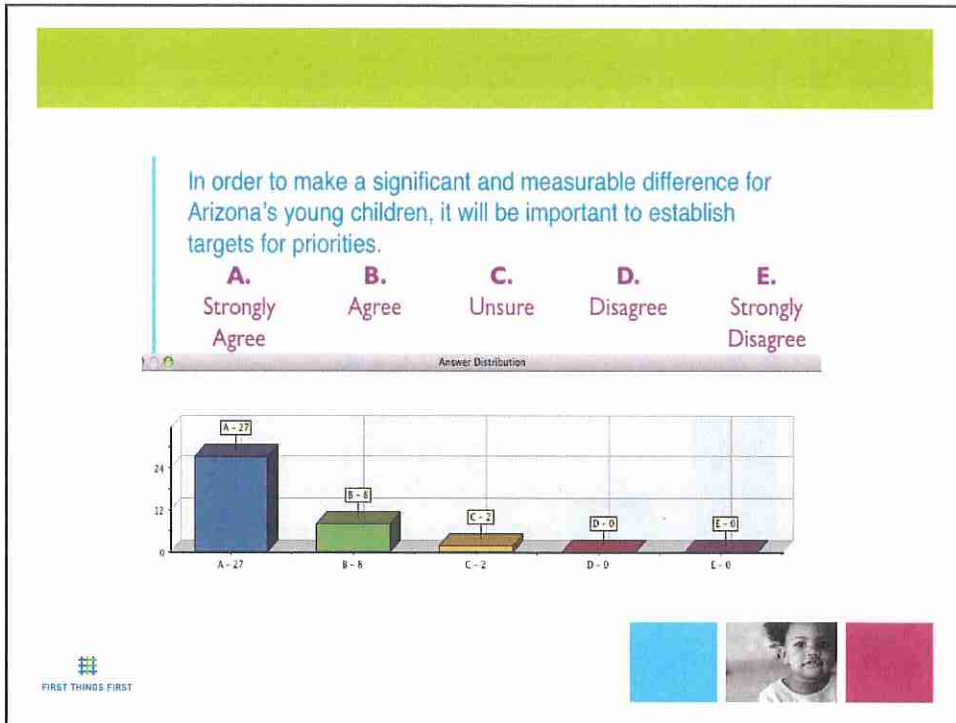 In order to make a significant and measurable difference for
Arizona's young children, it will be important to establish
targets for priorities.
A. B. C. D. E.
Strongly Agree Unsure Disagree Strongly
Agree Disagree
Answer Distribution
A - 27
B - 8
C - 2
D - 0
E - 0
24
12
0
A - 27 B - 8 C - 2 D - 0 E - 0
FIRST THINGS FIRST